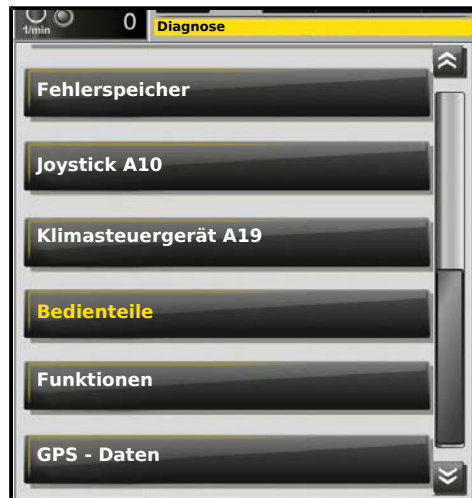 1/min
0
Diagnose
Fehlerspeicher
Joystick A10
Klimasteuergerät A19
Bedienteile
Funktionen
GPS - Daten